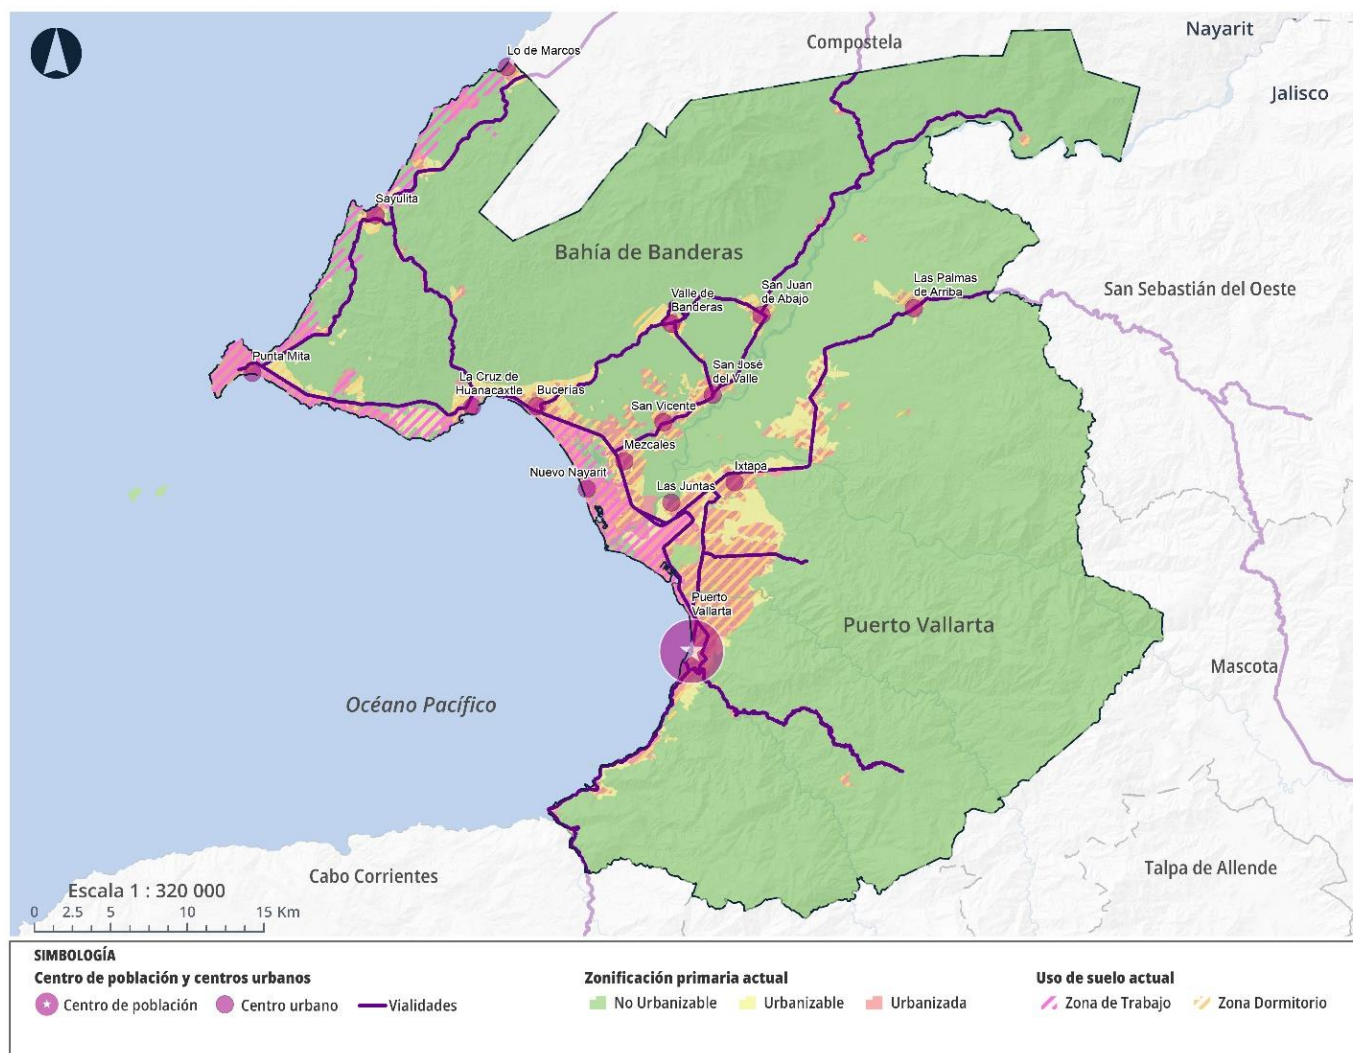 Nayarit
Compostela
Lo de Marcos
Jalisco
Sayulita
Bahía de Banderas
Las Palmas
de Arriba
San Juan
de Abajo
San Sebastián del Oeste
Valle de
Banderas
Punta Mita
San José
del Valle
La Cruz de
Huanacaxtle
Bucerías
San Vicente
Mezcales
Ixtapa
Nuevo Nayarit
Las Juntas
Puerto
Vallarta
Puerto Vallarta
Mascota
Océano Pacífico
Cabo Corrientes
Talpa de Allende
Escala 1 : 320 000
0 2.5 5 10 15 Km
SIMBOLOGÍA
Centro de población y centros urbanos
Centro de población
Centro urbano
Vialidades
Zonificación primaria actual
No Urbanizable
Urbanizable
Urbanizada
Uso de suelo actual
Zona de Trabajo
Zona Dormitorio